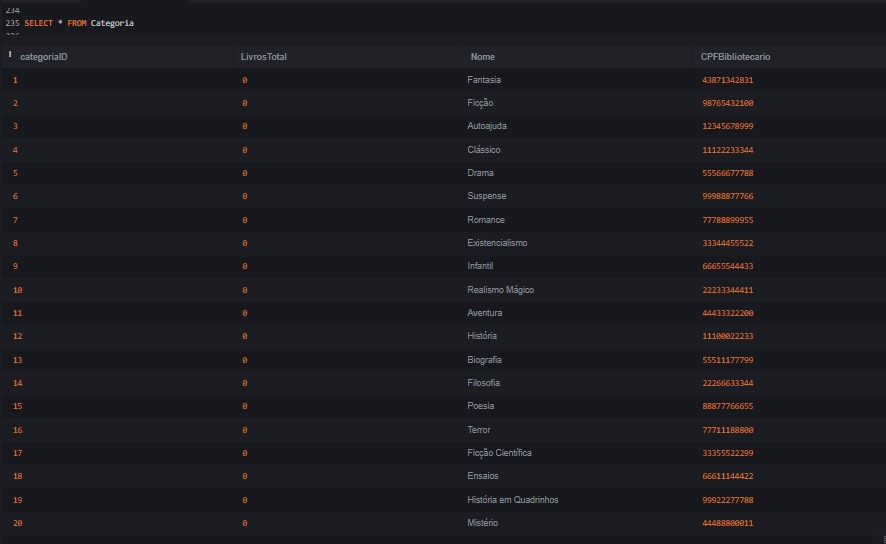 234
235 SELECT * FROM Categoria
categoriaID LivrosTotal Nome CPFBibliotecario
1 0 Fantasia 43871342831
2 0 Ficção 98765432100
3 0 Autoajuda 12345678999
4 0 Clássico 11122233344
5 0 Drama 55566677788
6 0 Suspense 99988877766
7 0 Romance 77788899955
8 0 Existencialismo 33344455522
9 0 Infantil 66655544433
10 0 Realismo Mágico 22233344411
11 0 Aventura 44433322200
12 0 História 11100022233
13 0 Biografia 55511177799
14 0 Filosofia 22266633344
15 0 Poesia 88877766655
16 0 Terror 77711188800
17 0 Ficção Científica 33355522299
18 0 Ensaios 66611144422
19 0 História em Quadrinhos 99922277788
20 0 Mistério 44488800011